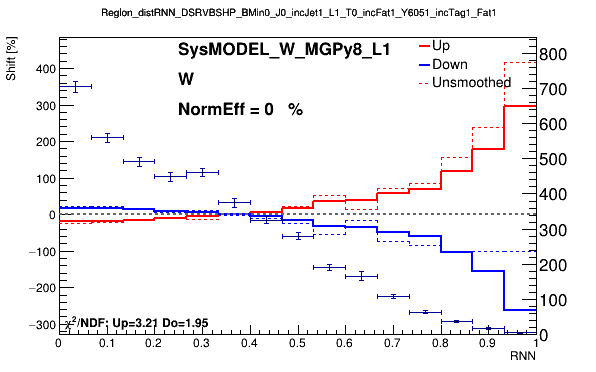 Region_distRNN_DSRVBSHP_BMin0_J0_incJet1_L1_T0_incFat1_Y6051_incTag1_Fat1
Shift [%]
SysMODEL_W_MGPy8_L1
W
NormEff = 0 %
Up
Down
Unsmoothed
400
300
200
100
0
−100
−200
−300
800
700
600
500
400
300
200
100
0
χ²/NDF: Up=3.21 Do=1.95
0 0.1 0.2 0.3 0.4 0.5 0.6 0.7 0.8 0.9 1
RNN